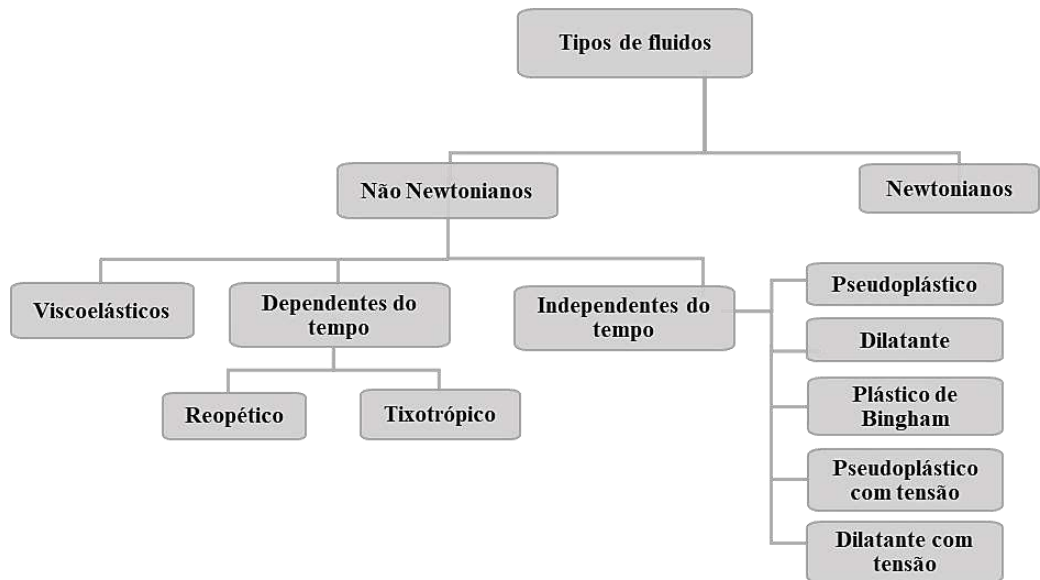 Tipos de fluidos
Não Newtonianos
Newtonianos
Viscoelásticos
Dependentes do
tempo
Independentes do
tempo
Reopético
Tixotrópico
Pseudoplástico
Dilatante
Plástico de
Bingham
Pseudoplástico
com tensão
Dilatante com
tensão